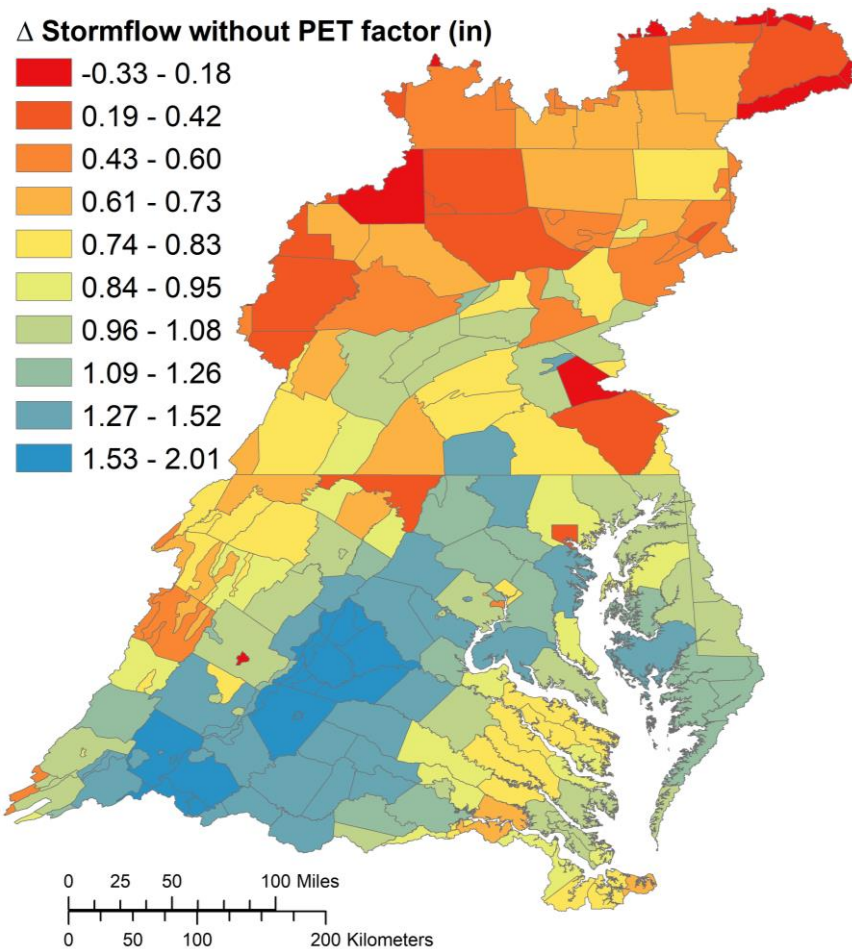 Δ Stormflow without PET factor (in)
-0.33 - 0.18
0.19 - 0.42
0.43 - 0.60
0.61 - 0.73
0.74 - 0.83
0.84 - 0.95
0.96 - 1.08
1.09 - 1.26
1.27 - 1.52
1.53 - 2.01
0 25 50 100 Miles
0 50 100 200 Kilometers